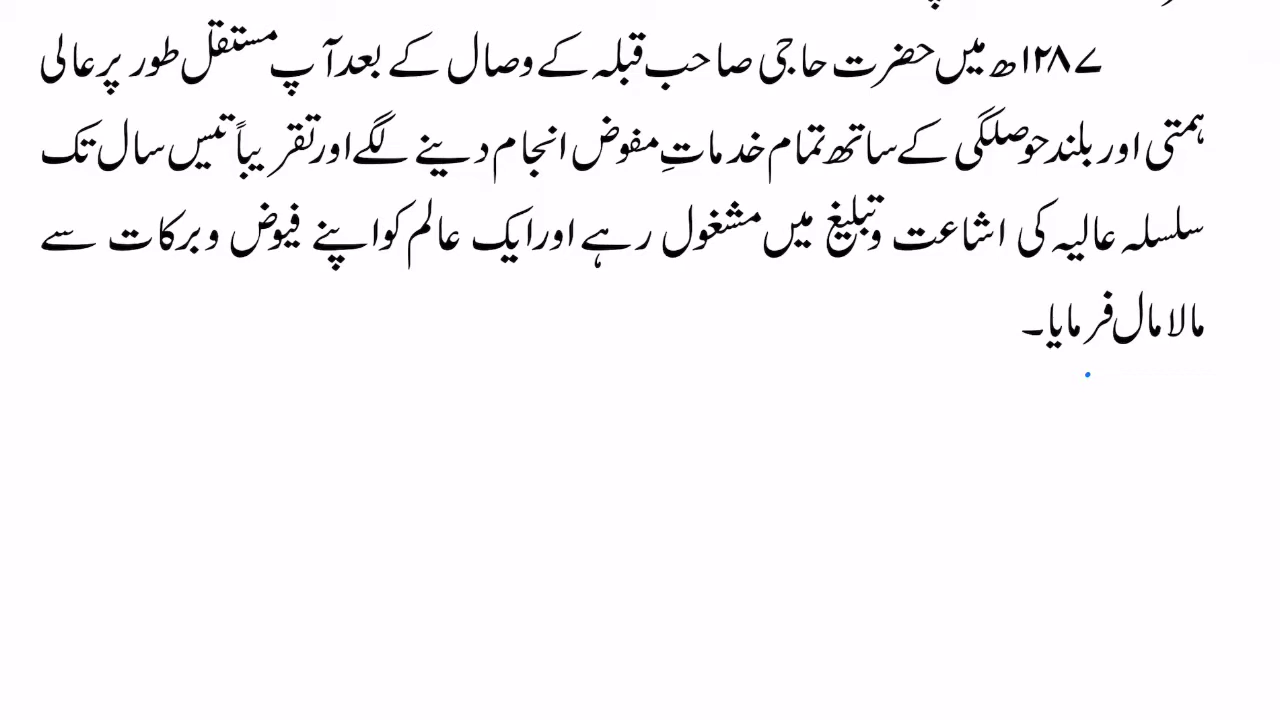 ۱۲۸۷ھ میں حضرت حاجی صاحب قبلہ کے وصال کے بعد آپ مستقل طور پر عالی
ہمتی اور بلند حوصلگی کے ساتھ تمام خدماتِ مفوض انجام دینے لگے اور تقریباً تیس سال تک
سلسلہ عالیہ کی اشاعت و تبلیغ میں مشغول رہے اور ایک عالم کو اپنے فیوض و برکات سے
مالا مال فرمایا۔